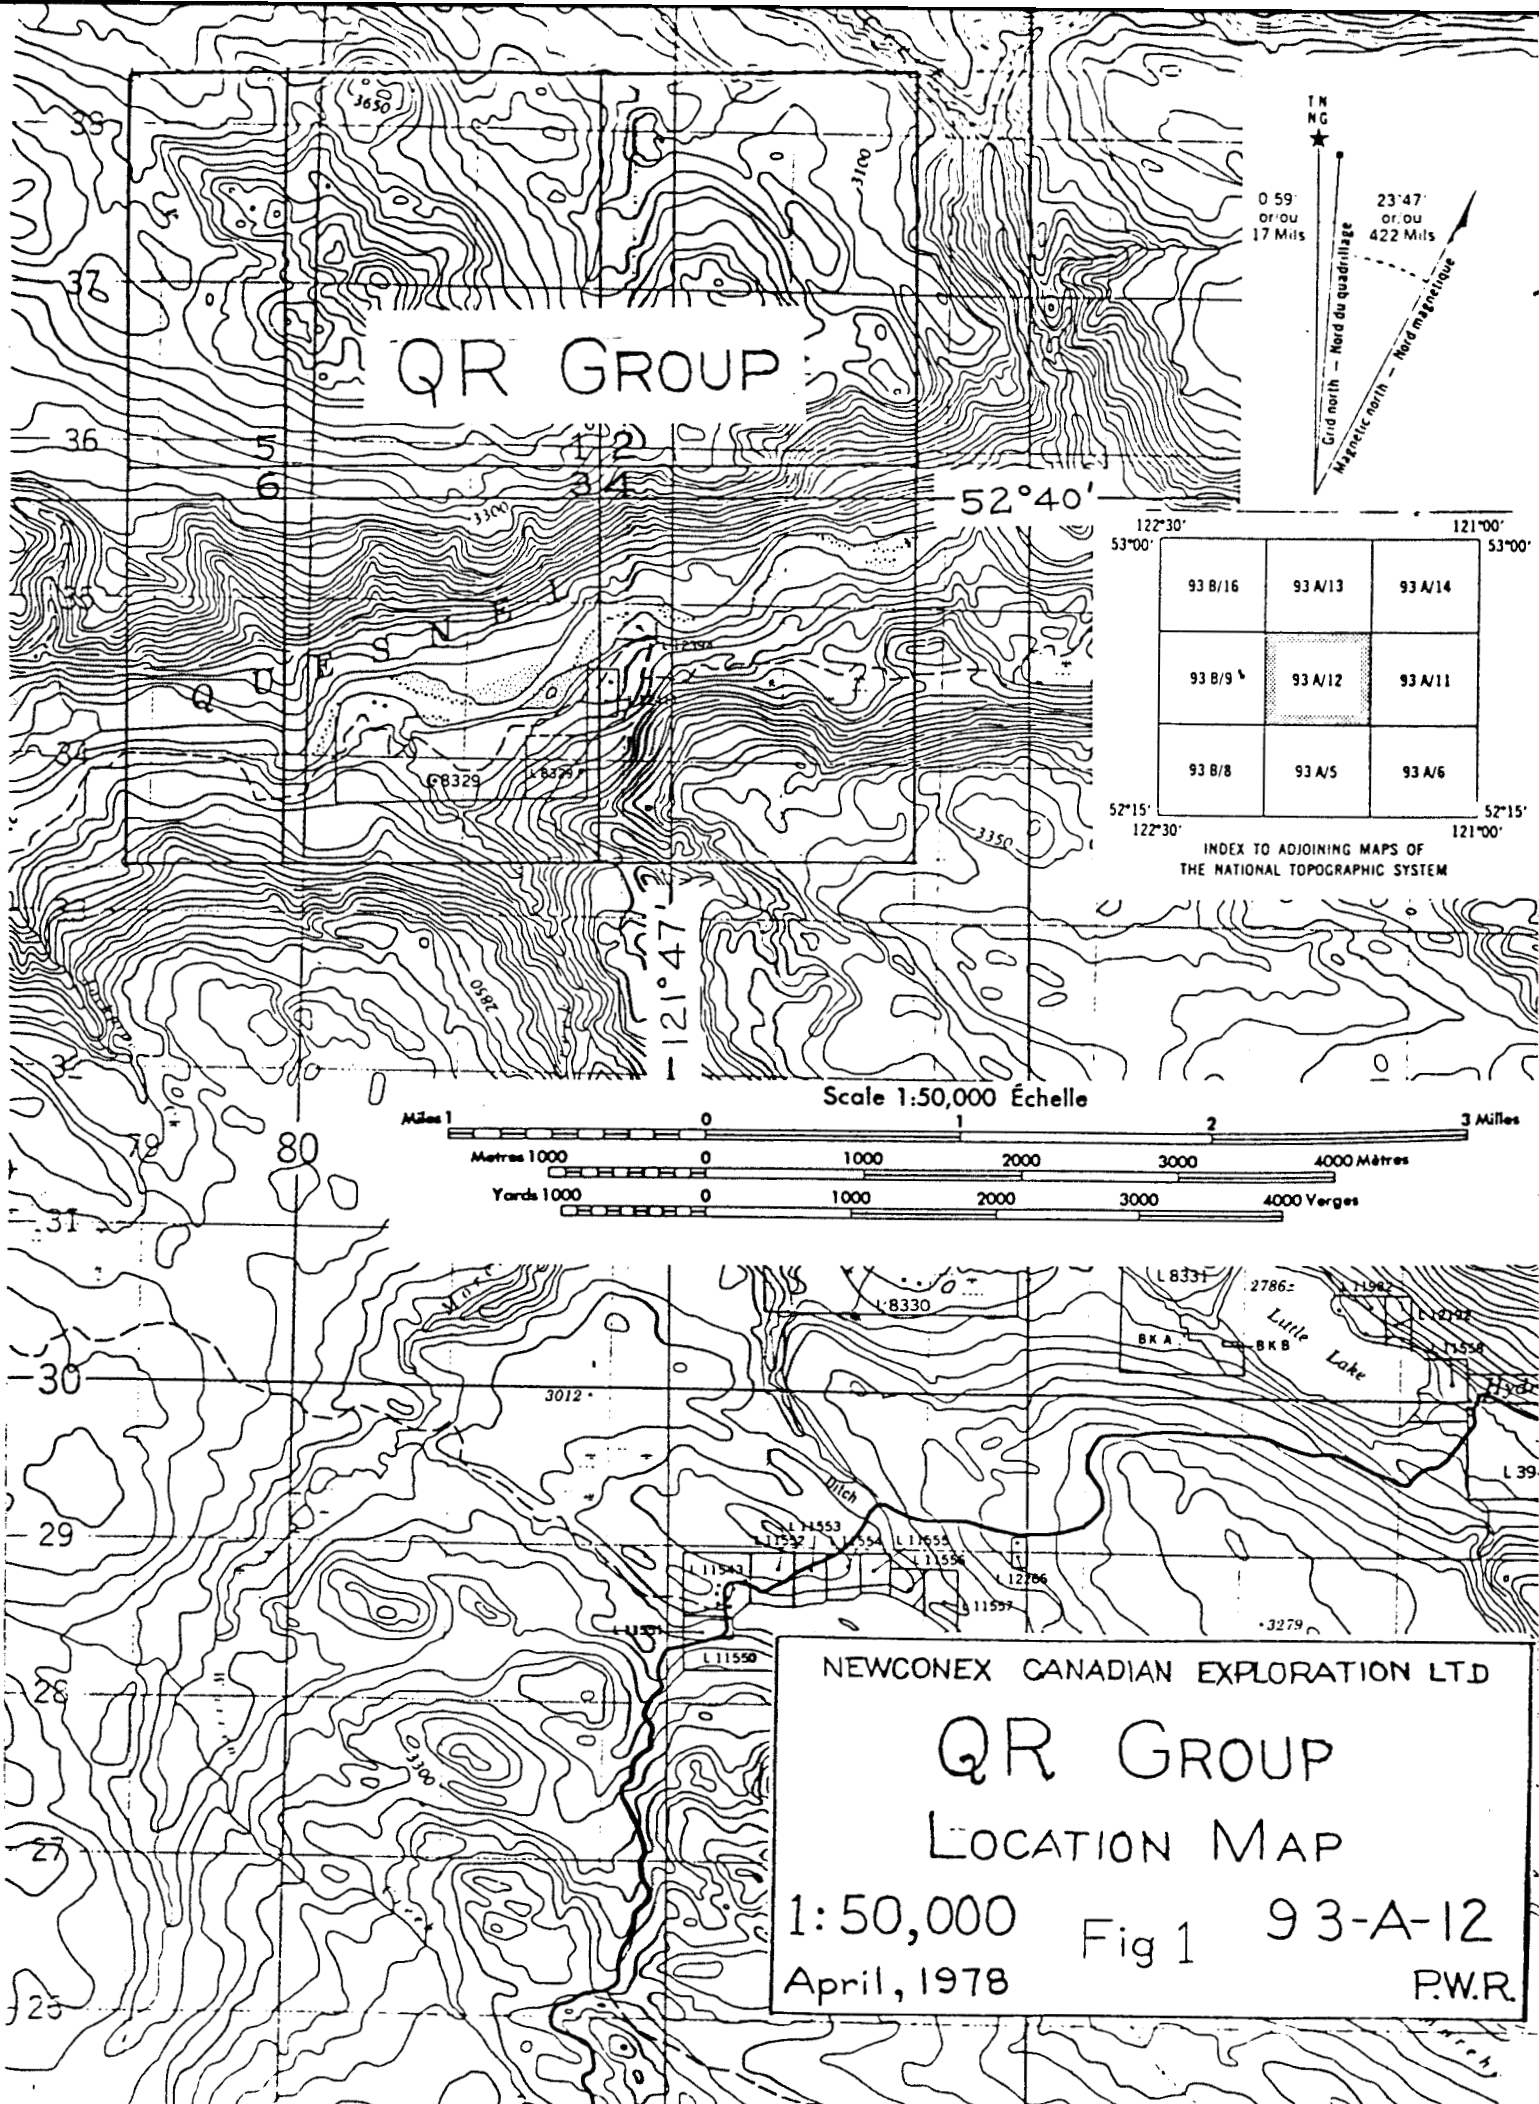 3650
38
3100
37
QR GROUP
36
5
1 2
6
3 4
3300
52°40'
35
QUESNEL
34
L 8329
L 8329
3350
2850
121°47'
TN
NG
0 59'
or/ou
17 Mils
23°47'
or/ou
422 Mils
Grid north – Nord du quadrillage
Magnetic north – Nord magnetique
122°30' 121°00'
53°00' 53°00'
93 B/16 93 A/13 93 A/14
93 B/9 93 A/12 93 A/11
93 B/8 93 A/5 93 A/6
52°15' 52°15'
122°30' 121°00'
INDEX TO ADJOINING MAPS OF
THE NATIONAL TOPOGRAPHIC SYSTEM
79 80
Scale 1:50,000 Échelle
Miles 1 0 1 2 3 Milles
Metres 1000 0 1000 2000 3000 4000 Mètres
Yards 1000 0 1000 2000 3000 4000 Verges
31
L 8330
L 8331
2786±
L 11982
L 12192
L 11558
Little
Lake
BK A
BK B
30
3012
Ditch
L 39
29
L 11553
L 11552
L 11554
L 11555
L 11556
L 11543
L 12266
L 11557
L 11551
L 11550
3279
28
3300
27
NEWCONEX CANADIAN EXPLORATION LTD
QR GROUP
LOCATION MAP
1:50,000 Fig 1 93-A-12
April, 1978 P.W.R.